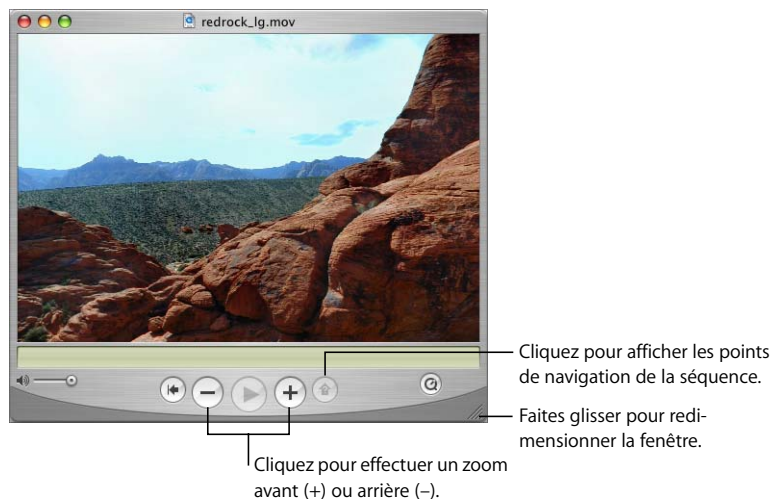 redrock_lg.mov
Cliquez pour afficher les points
de navigation de la séquence.
Faites glisser pour redi-
mensionner la fenêtre.
Cliquez pour effectuer un zoom
avant (+) ou arrière (–).